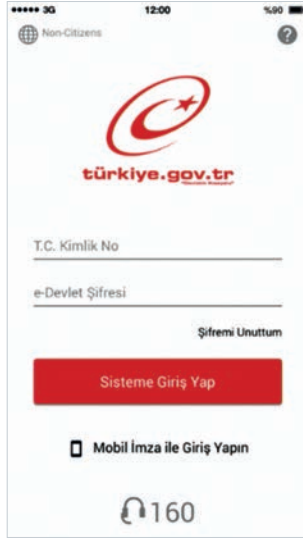 3G 12:00 %90
Non-Citizens ?
türkiye.gov.tr
T.C. Kimlik No
e-Devlet Şifresi
Şifremi Unuttum
Sisteme Giriş Yap
Mobil İmza ile Giriş Yapın
160